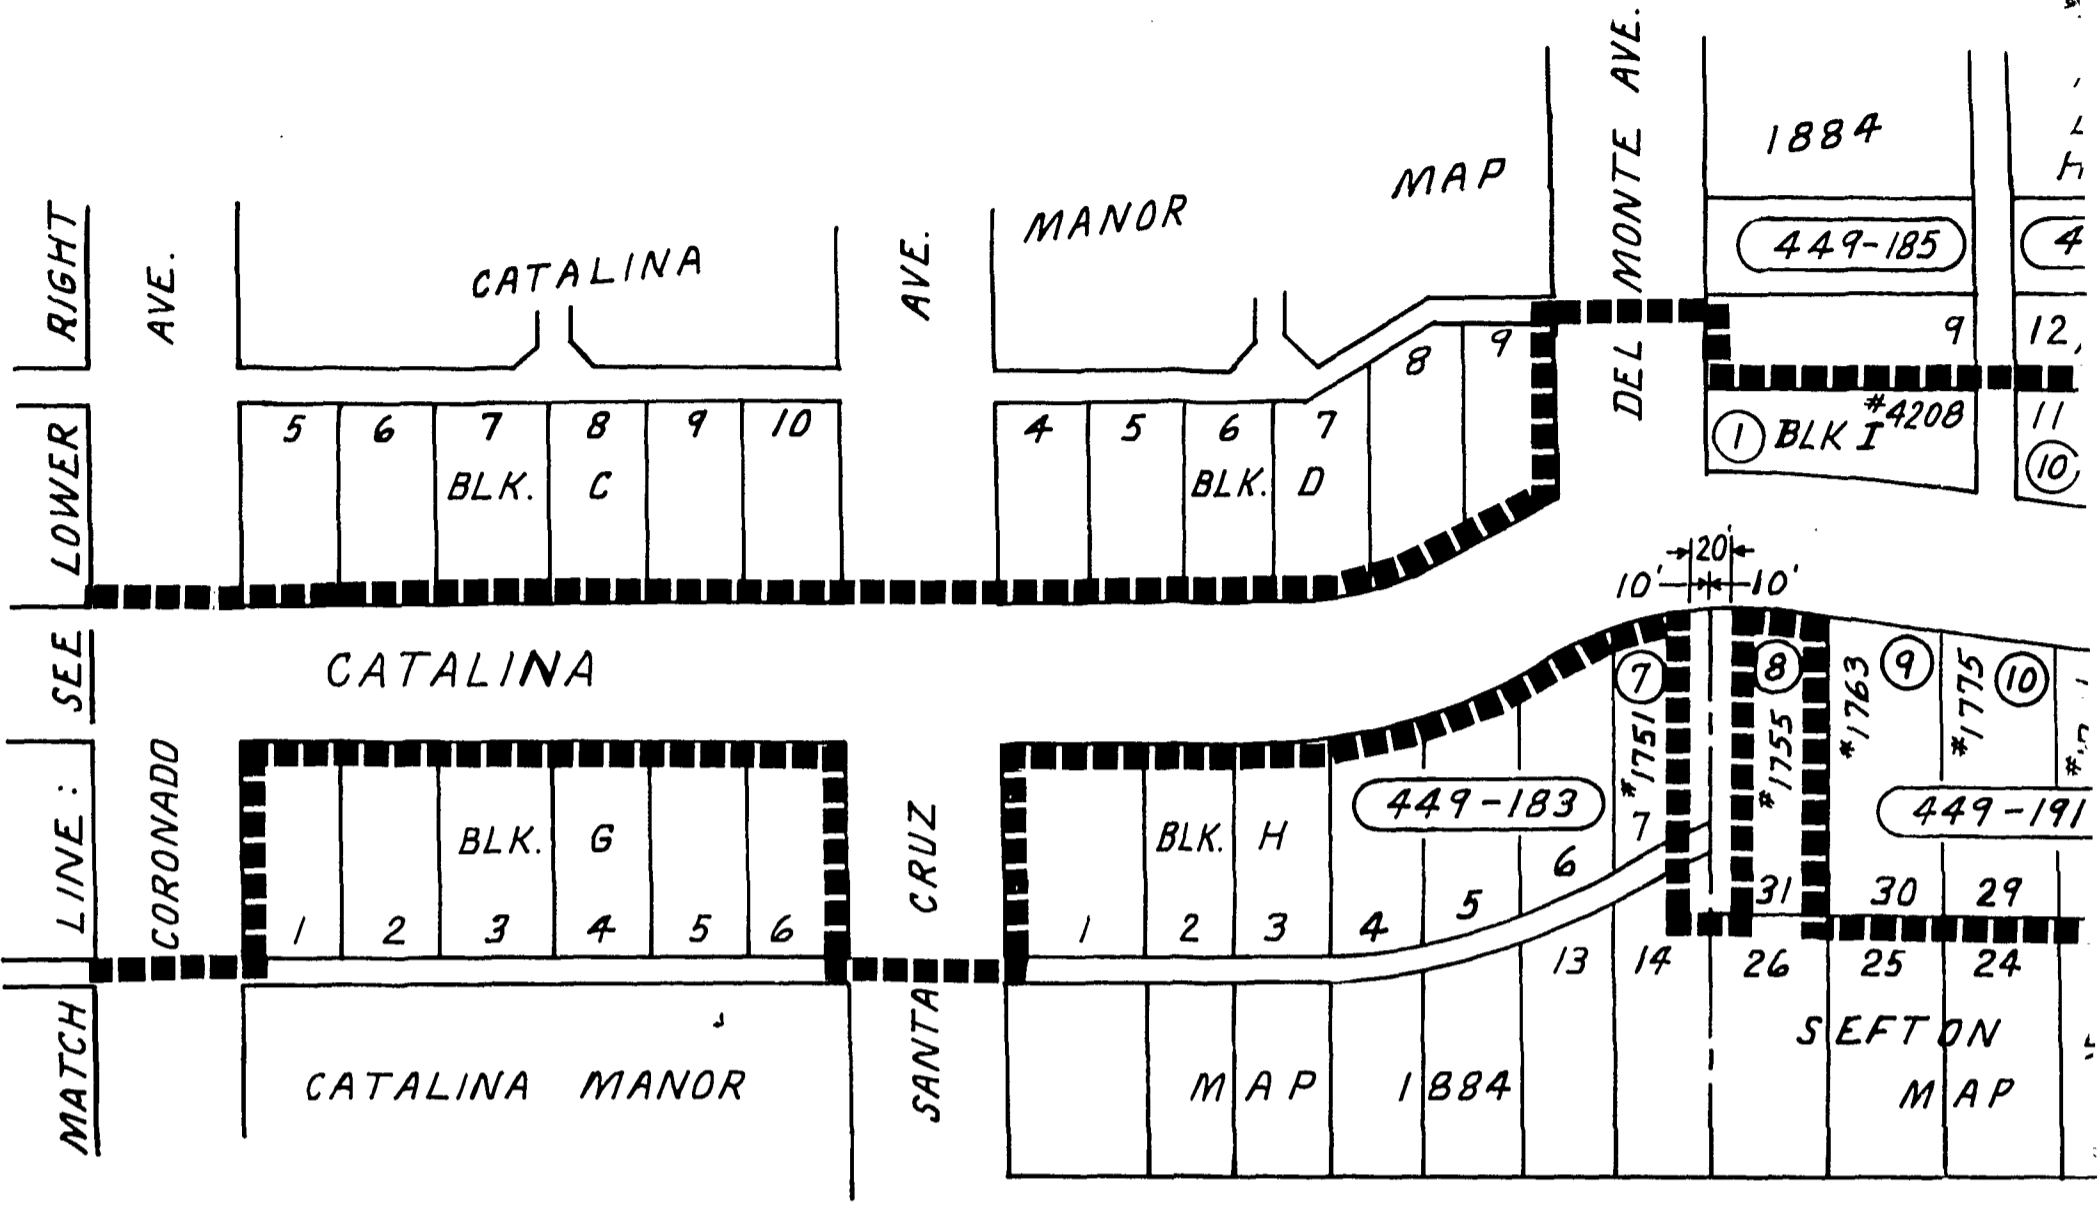 MATCH LINE: SEE LOWER RIGHT
AVE.
CORONADO
CATALINA
MANOR
MAP
1884
AVE.
SANTA CRUZ
DEL MONTE AVE.
449-185
4
9
12
5 6 7 8 9 10
BLK. C
4 5 6 7 8 9
BLK. D
#4208
1 BLK I
11
10
20'
10' 10'
CATALINA
7 8 9 10
#1751
#1755
#1763
#1775
BLK. G
1 2 3 4 5 6
BLK. H
1 2 3 4 5 6 7
449-183
449-191
31 30 29
13 14 26 25 24
CATALINA MANOR
MAP 1884
SEFTON
MAP